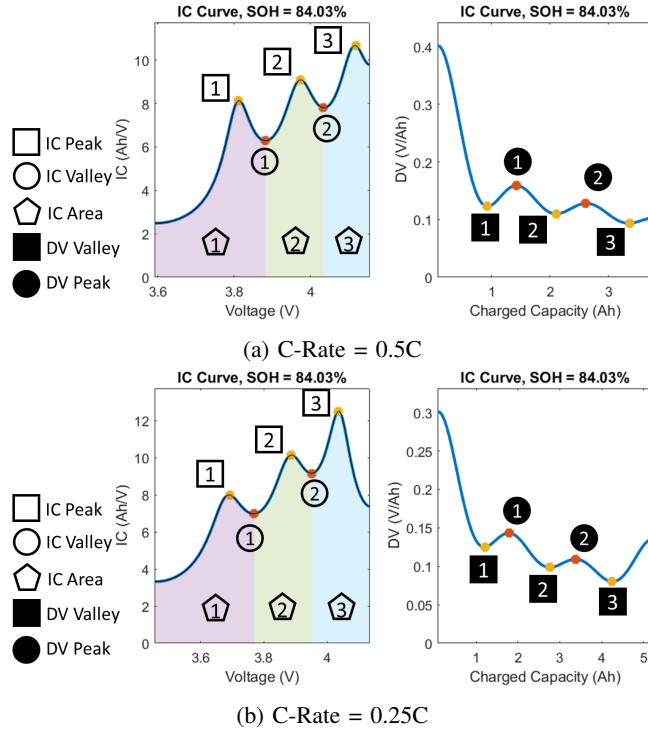 IC Curve, SOH = 84.03%
IC Curve, SOH = 84.03%
IC Peak
IC Valley
IC Area
DV Valley
DV Peak
IC (Ah/V)
10
8
6
4
2
0
3.6
3.8
4
Voltage (V)
1
2
3
1
2
1
2
3
DV (V/Ah)
0.4
0.3
0.2
0.1
0
1
2
3
Charged Capacity (Ah)
1
2
1
2
3
(a) C-Rate = 0.5C
IC Curve, SOH = 84.03%
IC Curve, SOH = 84.03%
IC Peak
IC Valley
IC Area
DV Valley
DV Peak
IC (Ah/V)
12
10
8
6
4
2
0
3.6
3.8
4
Voltage (V)
1
2
3
1
2
1
2
3
DV (V/Ah)
0.3
0.25
0.2
0.15
0.1
0.05
0
1
2
3
4
5
Charged Capacity (Ah)
1
2
1
2
3
(b) C-Rate = 0.25C